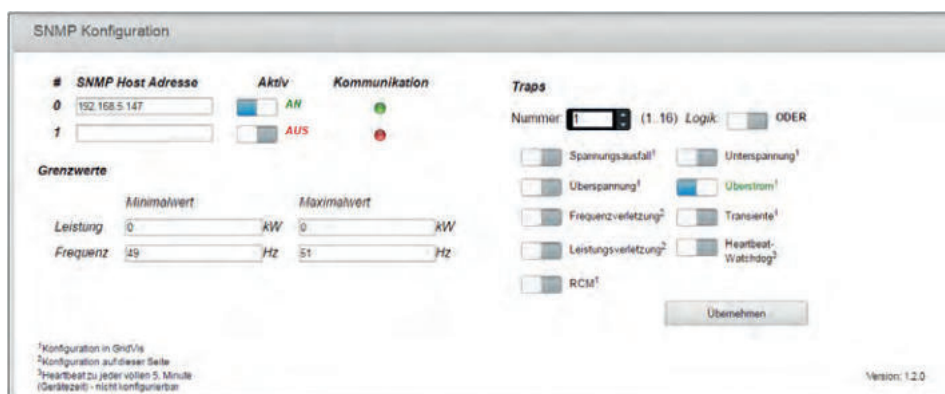 SNMP Konfiguration
# SNMP Host Adresse Aktiv Kommunikation
0 192.168.5.147 AN
1 AUS
Grenzwerte
Minimalwert Maximalwert
Leistung 0 kW 0 kW
Frequenz 49 Hz 51 Hz
Traps
Nummer: 1 (1..16) Logik: ODER
Spannungsausfall¹ Unterspannung¹
Überspannung¹ Überstrom¹
Frequenzverletzung² Transiente¹
Leistungsverletzung² Heartbeat-
Watchdog³
RCM¹
Übernehmen
¹Konfiguration in GridVis
²Konfiguration auf dieser Seite
³Heartbeat zu jeder vollen 5. Minute
(Gerätezeit) - nicht konfigurierbar
Version: 1.2.0